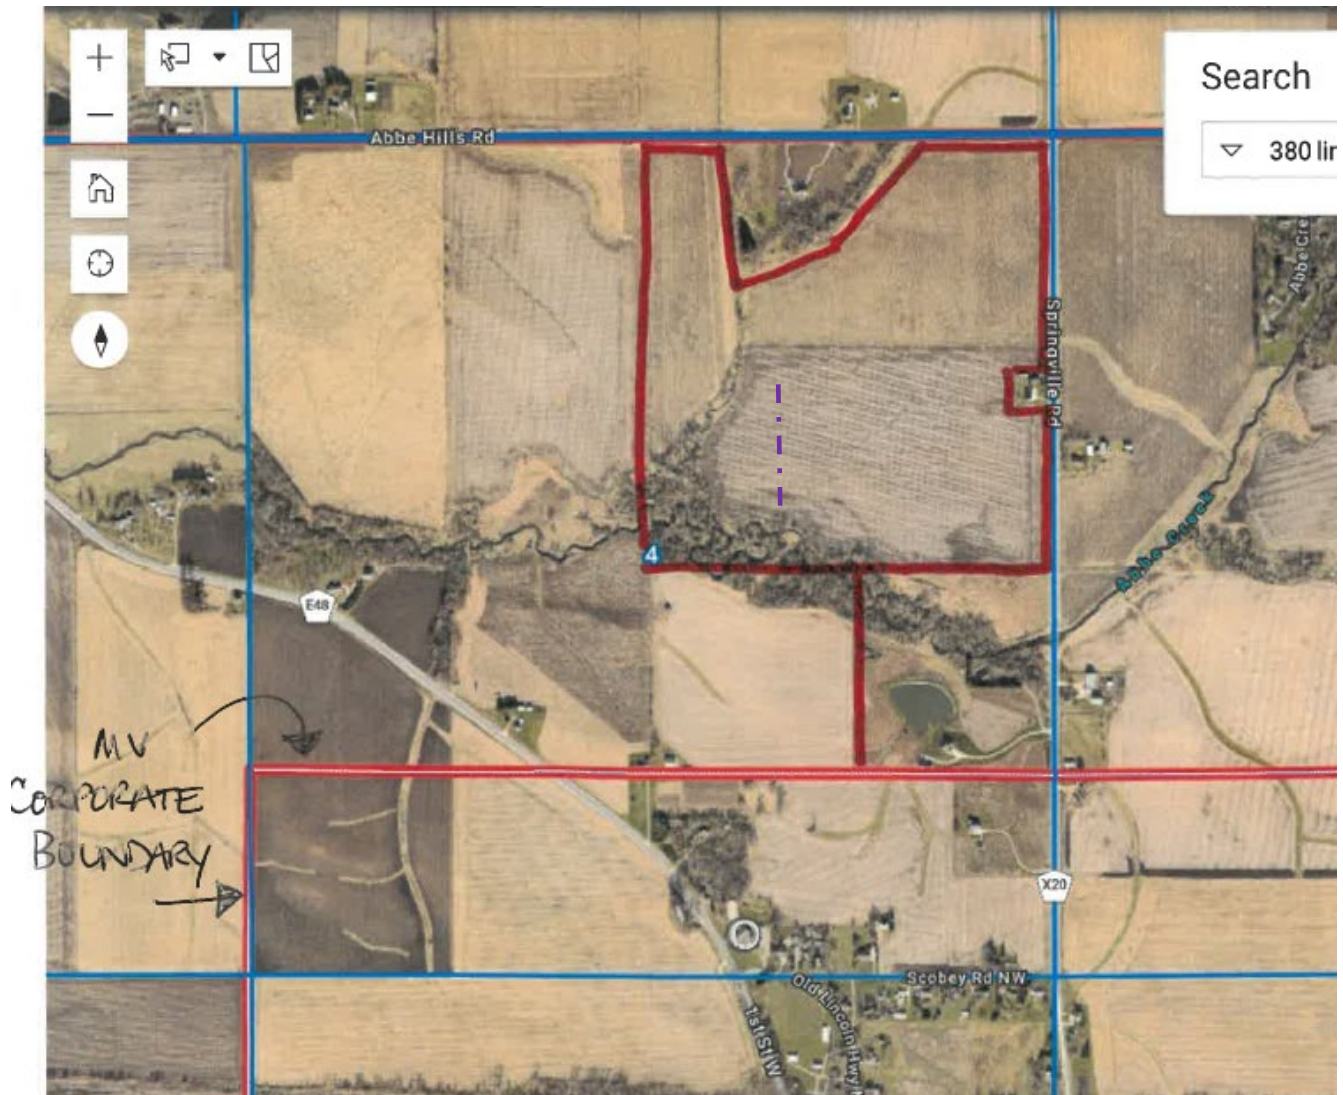 Search
380 lin
Abbe Hills Rd
Abbe Cre
Springville Rd
Abbe Creek
4
E48
MV
CORPORATE
BOUNDARY
X20
Scobey Rd NW
Old Lincoln Hwy
1st St W